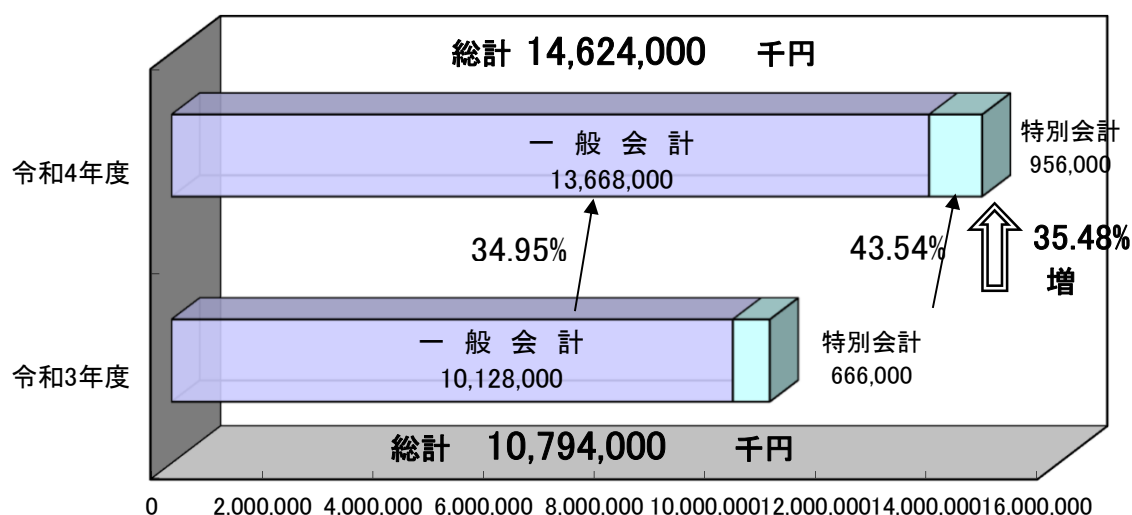 総計 14,624,000 千円
一 般 会 計
13,668,000
特別会計
956,000
令和4年度
34.95%
43.54%
35.48%
増
一 般 会 計
10,128,000
特別会計
666,000
令和3年度
総計 10,794,000 千円
0 2,000,000 4,000,000 6,000,000 8,000,000 10,000,000 12,000,000 14,000,000 16,000,000